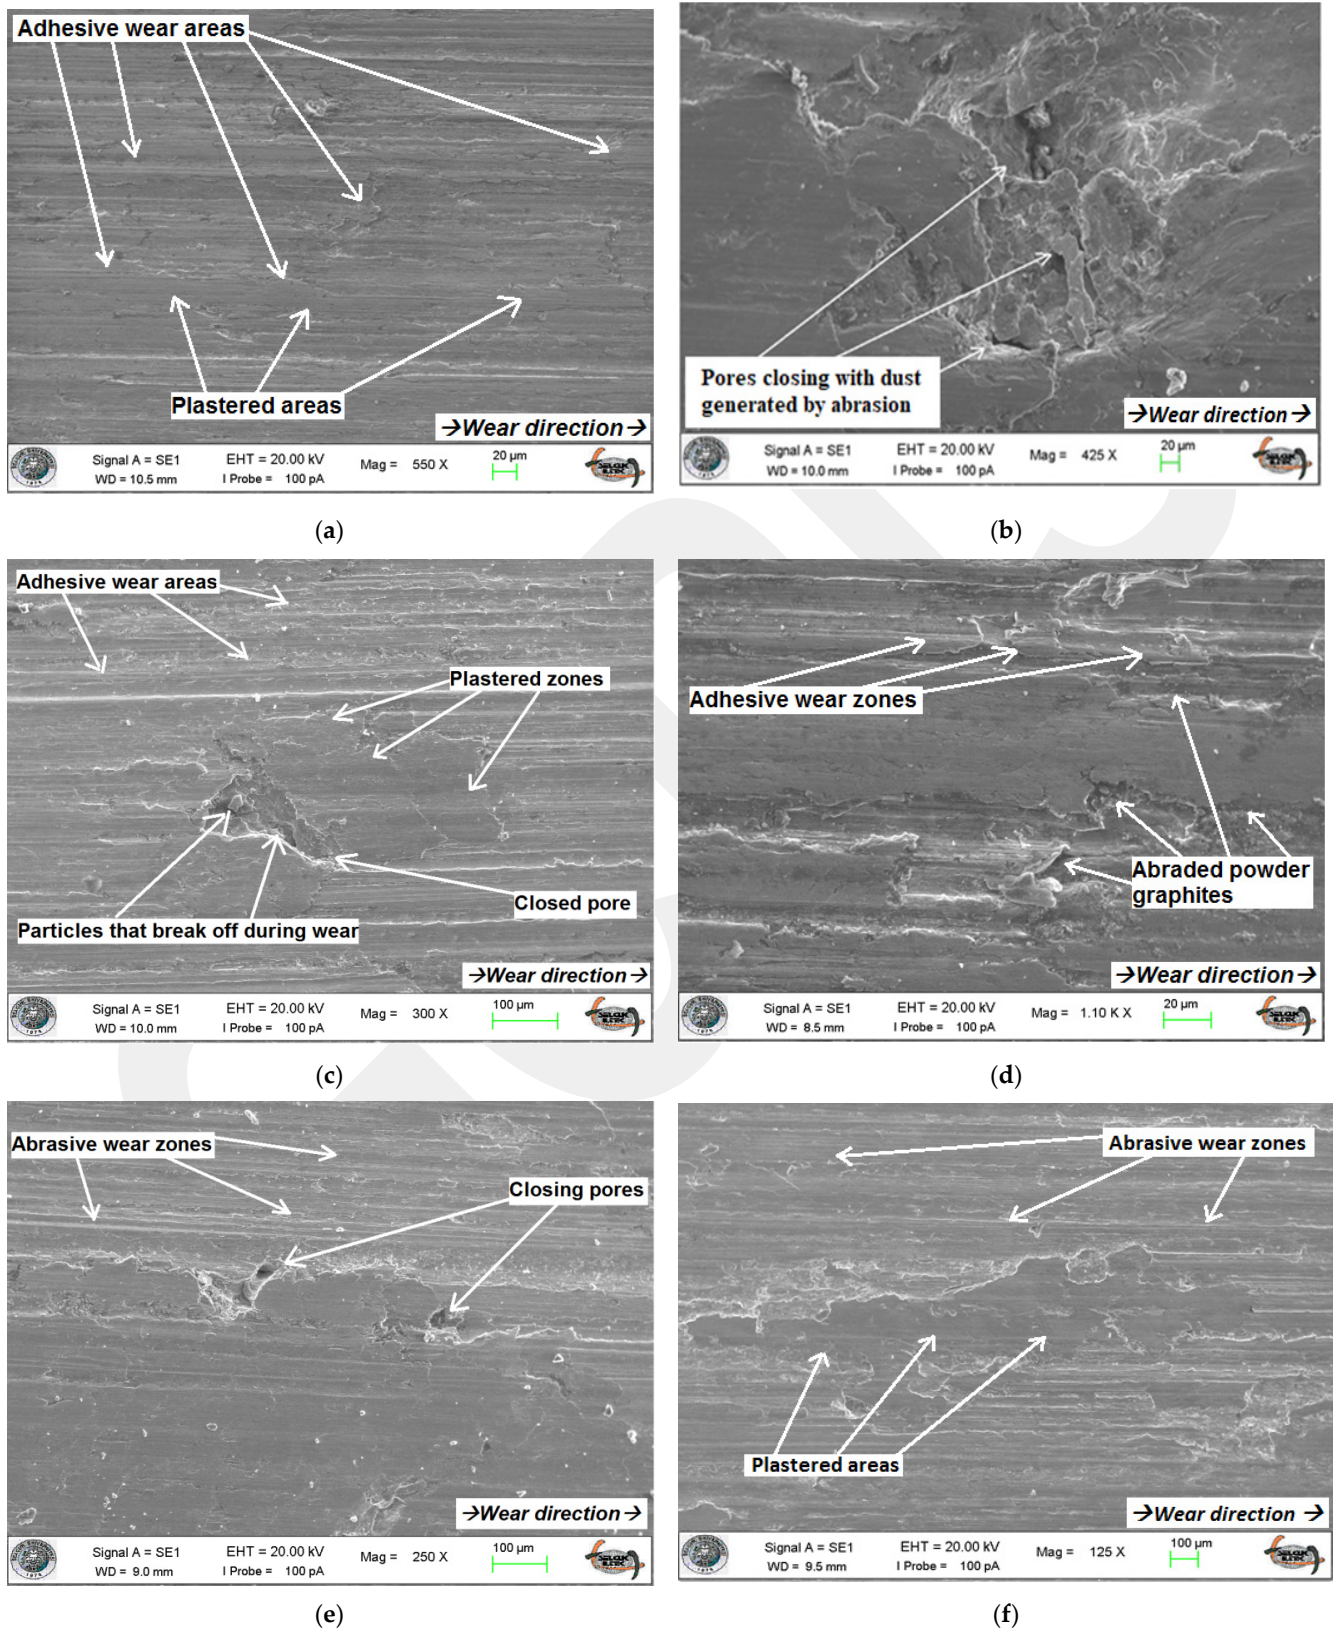 Adhesive wear areas
Plastered areas
→Wear direction→
Signal A = SE1 EHT = 20.00 kV Mag = 550 X 20 µm
WD = 10.5 mm I Probe = 100 pA
(a)
Pores closing with dust
generated by abrasion
→Wear direction→
Signal A = SE1 EHT = 20.00 kV Mag = 425 X 20 µm
WD = 10.0 mm I Probe = 100 pA
(b)
Adhesive wear areas
Plastered zones
Closed pore
Particles that break off during wear
→Wear direction→
Signal A = SE1 EHT = 20.00 kV Mag = 300 X 100 µm
WD = 10.0 mm I Probe = 100 pA
(c)
Adhesive wear zones
Abraded powder
graphites
→Wear direction→
Signal A = SE1 EHT = 20.00 kV Mag = 1.10 K X 20 µm
WD = 8.5 mm I Probe = 100 pA
(d)
Abrasive wear zones
Closing pores
→Wear direction→
Signal A = SE1 EHT = 20.00 kV Mag = 250 X 100 µm
WD = 9.0 mm I Probe = 100 pA
(e)
Abrasive wear zones
Plastered areas
→Wear direction→
Signal A = SE1 EHT = 20.00 kV Mag = 125 X 100 µm
WD = 9.5 mm I Probe = 100 pA
(f)